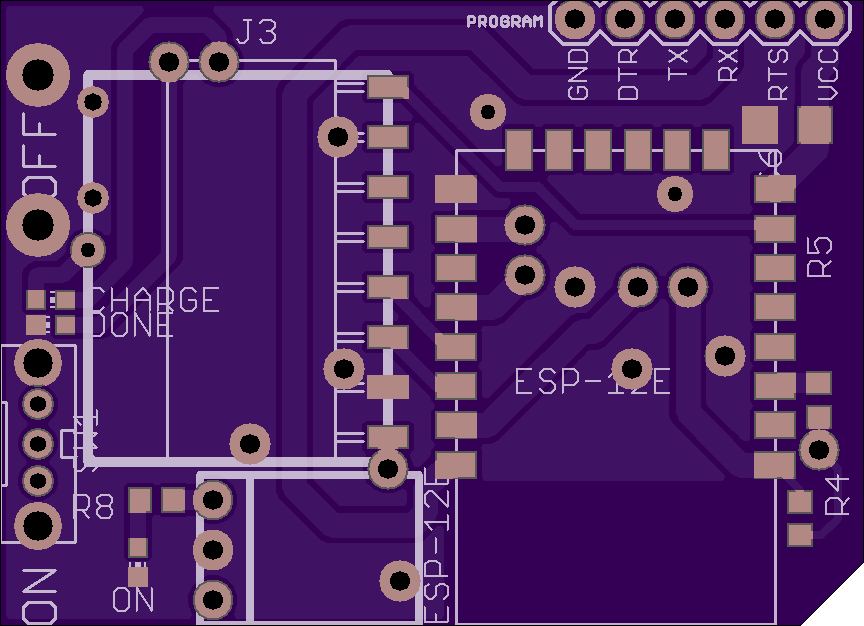 J3
PROGRAM
GND
DTR
TX
RX
RTS
VCC
OFF
R5
CHARGE
DONE
ESP-12E
R8
R4
ESP-12E
ON
ON